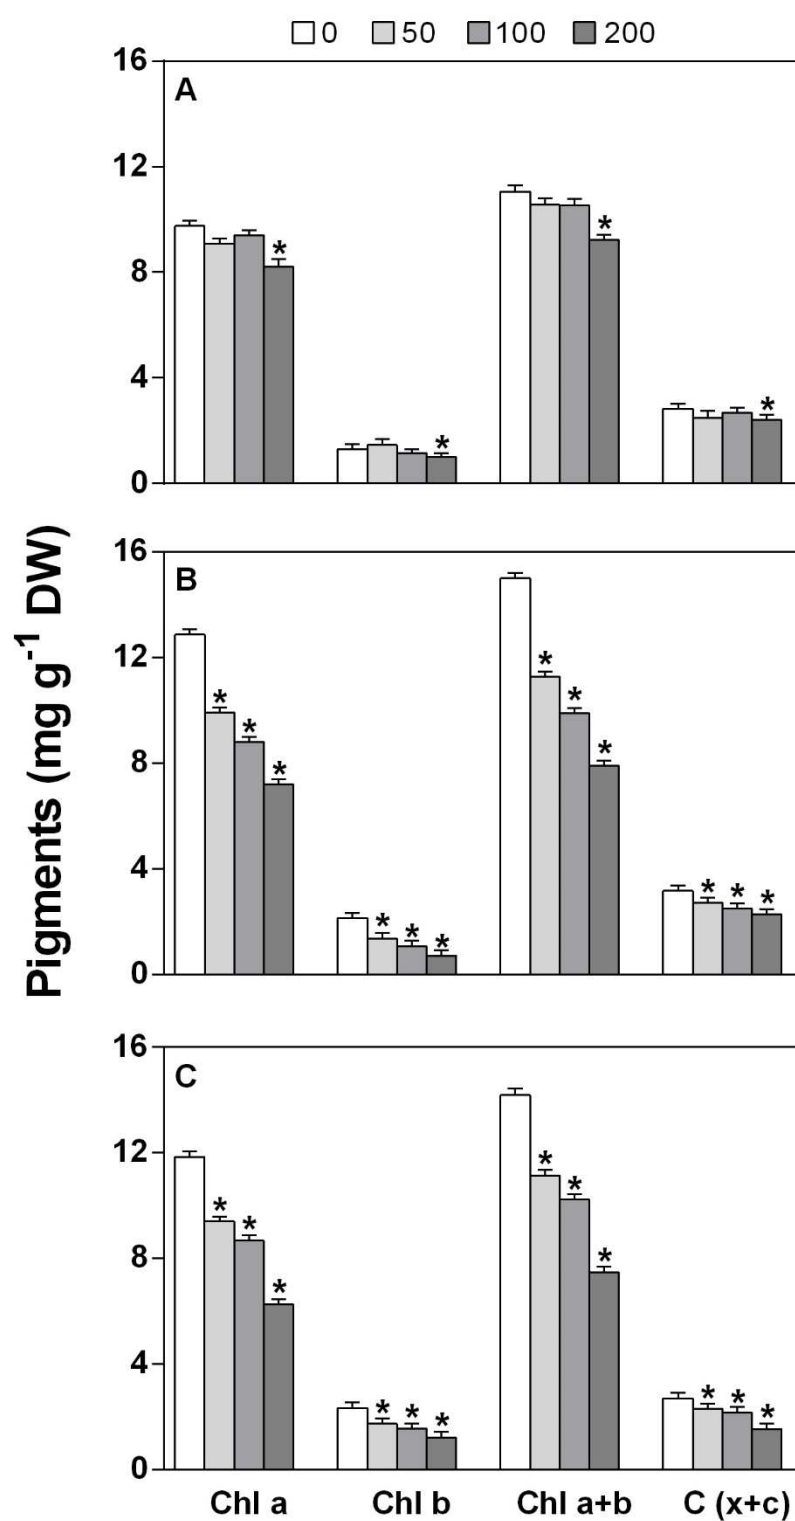 0 50 100 200
A
16
12
8
4
0
* * * *
B
16
12
8
4
0
* * * * * * * * * * * *
C
16
12
8
4
0
* * * * * * * * * * * *
Chl a Chl b Chl a+b C (x+c)
Pigments (mg g⁻¹ DW)